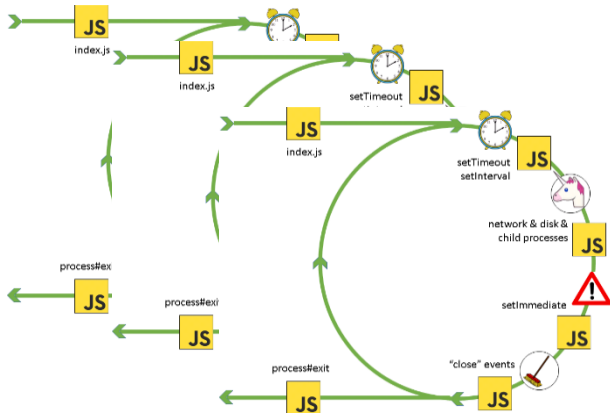 JS
index.js
JS
index.js
setTimeout
JS
JS
index.js
setTimeout
setInterval
JS
network & disk &
child processes
JS
process#exi
JS
setImmediate
JS
process#exit
JS
"close" events
JS
process#exit
JS